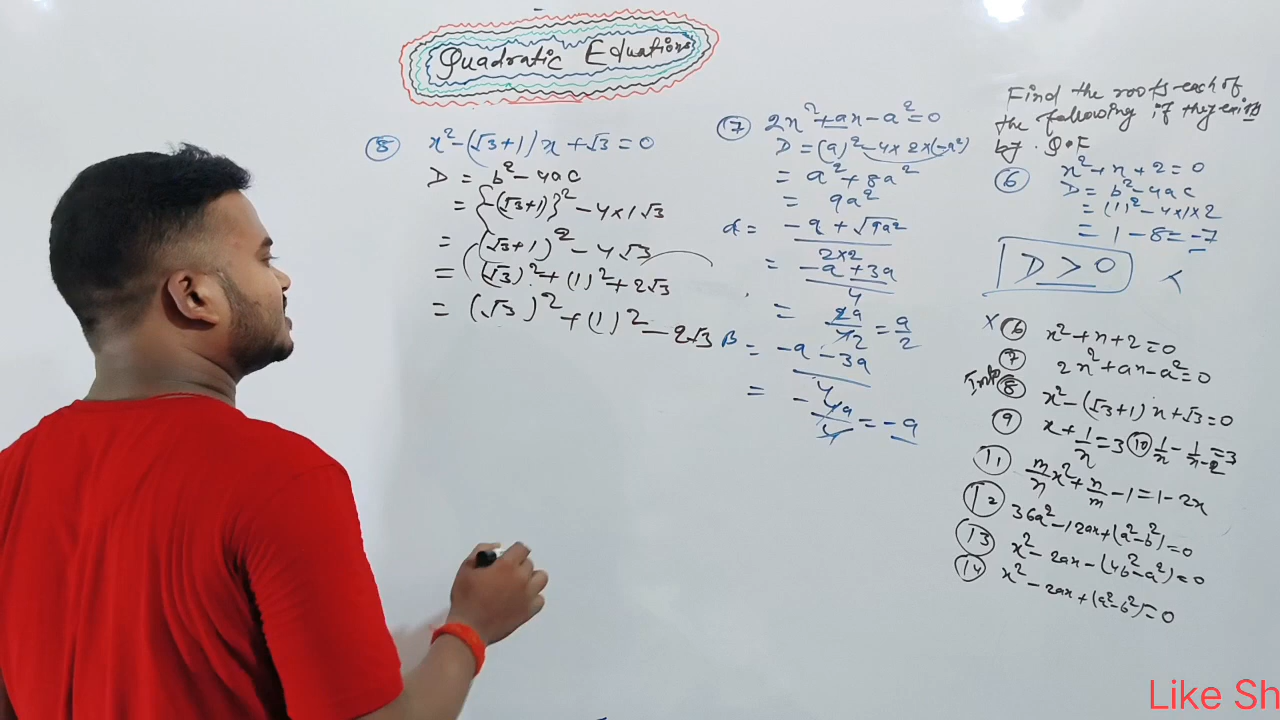 Quadratic Equations
⑧ x² - (√3+1)x + √3 = 0
D = b² - 4ac
= {-(√3+1)}² - 4×1√3
= (√3+1)² - 4√3
= (√3)² + (1)² + 2√3
= (√3)² + (1)² - 2√3
⑦ 2x² + ax - a² = 0
D = (a)² - 4×2×(-a²)
= a² + 8a²
= 9a²
α = -a + √9a² / 2×2
= -a + 3a / 4
= 2a / 4 2 = a/2
β = -a - 3a / 4
= -4a / 4 = -a
Find the roots each of
the following if they exists
by Q.F
⑥ x² + x + 2 = 0
D = b² - 4ac
= (1)² - 4×1×2
= 1 - 8 = -7
D ≥ 0
x ⑥ x² + x + 2 = 0
⑦ 2x² + ax - a² = 0
Imp ⑧ x² - (√3+1)x + √3 = 0
⑨ x + 1/x = 3 ⑩ 1/x - 1/x-2 = 3
⑪ m/n x² + n/m - 1 = 1 - 2x
⑫ 36a² - 12ax + (a² - b²) = 0
⑬ x² - 2ax - (4b² - a²) = 0
⑭ x² - 2ax + (a² - b²) = 0
Like Sh